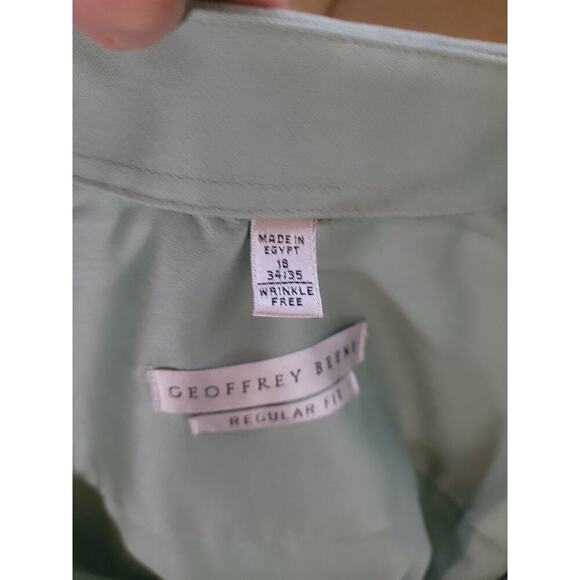 MADE IN
EGYPT
18
34/35
WRINKLE
FREE
GEOFFREY BEENE
REGULAR FIT